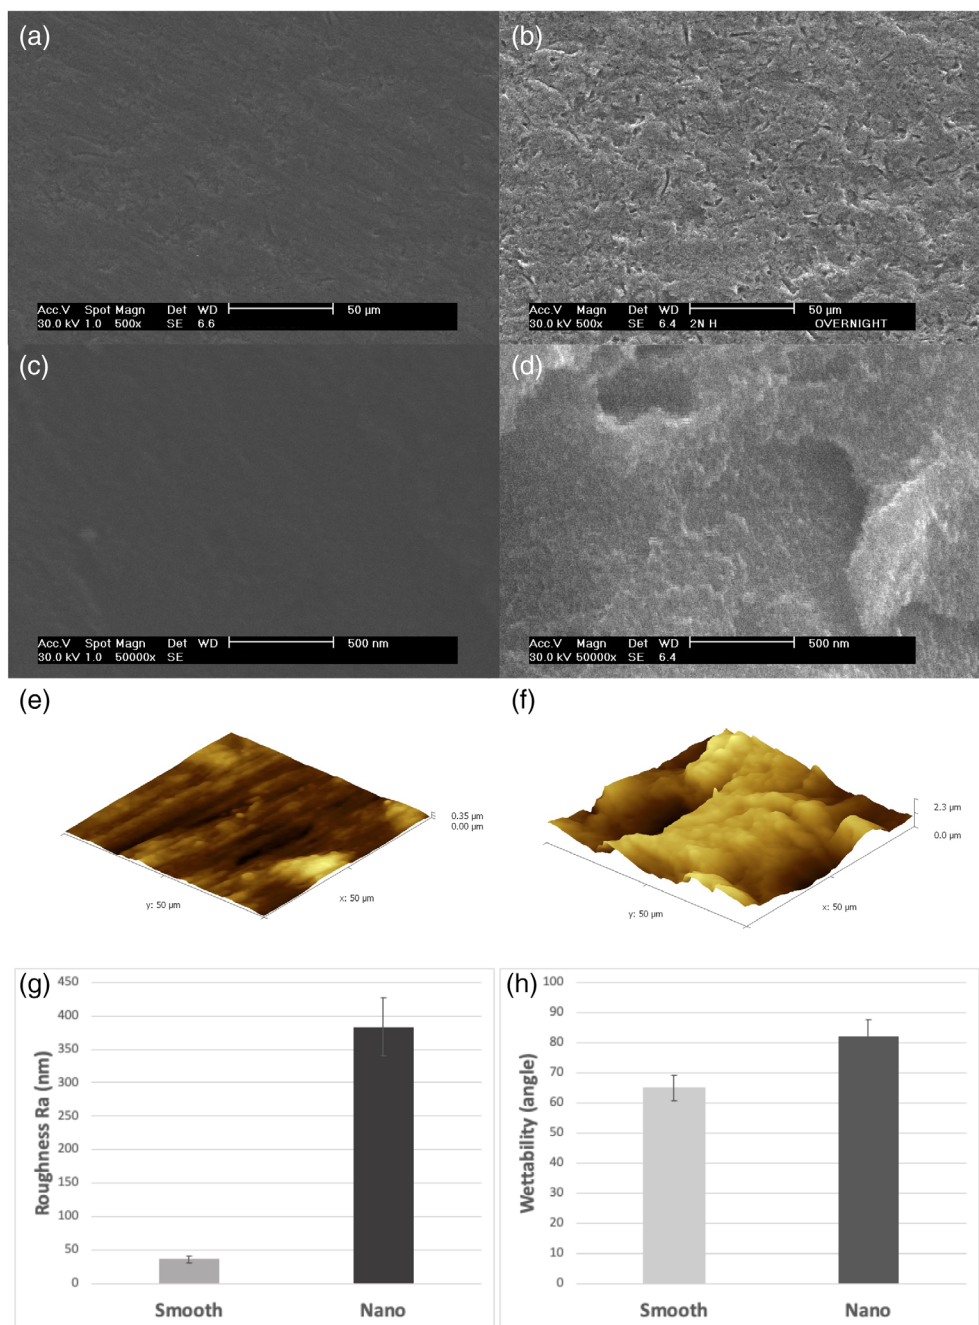 (a)
Acc.V Spot Magn Det WD 50 µm
30.0 kV 1.0 500x SE 6.6
(b)
Acc.V Magn Det WD 50 µm
30.0 kV 500x SE 6.4 2N H OVERNIGHT
(c)
Acc.V Spot Magn Det WD 500 nm
30.0 kV 1.0 50000x SE
(d)
Acc.V Magn Det WD 500 nm
30.0 kV 50000x SE 6.4
(e)
0.35 µm
0.00 µm
y: 50 µm
x: 50 µm
(f)
2.3 µm
0.0 µm
y: 50 µm
x: 50 µm
(g)
Roughness Ra (nm)
450
400
350
300
250
200
150
100
50
0
Smooth Nano
(h)
Wettability (angle)
100
90
80
70
60
50
40
30
20
10
0
Smooth Nano